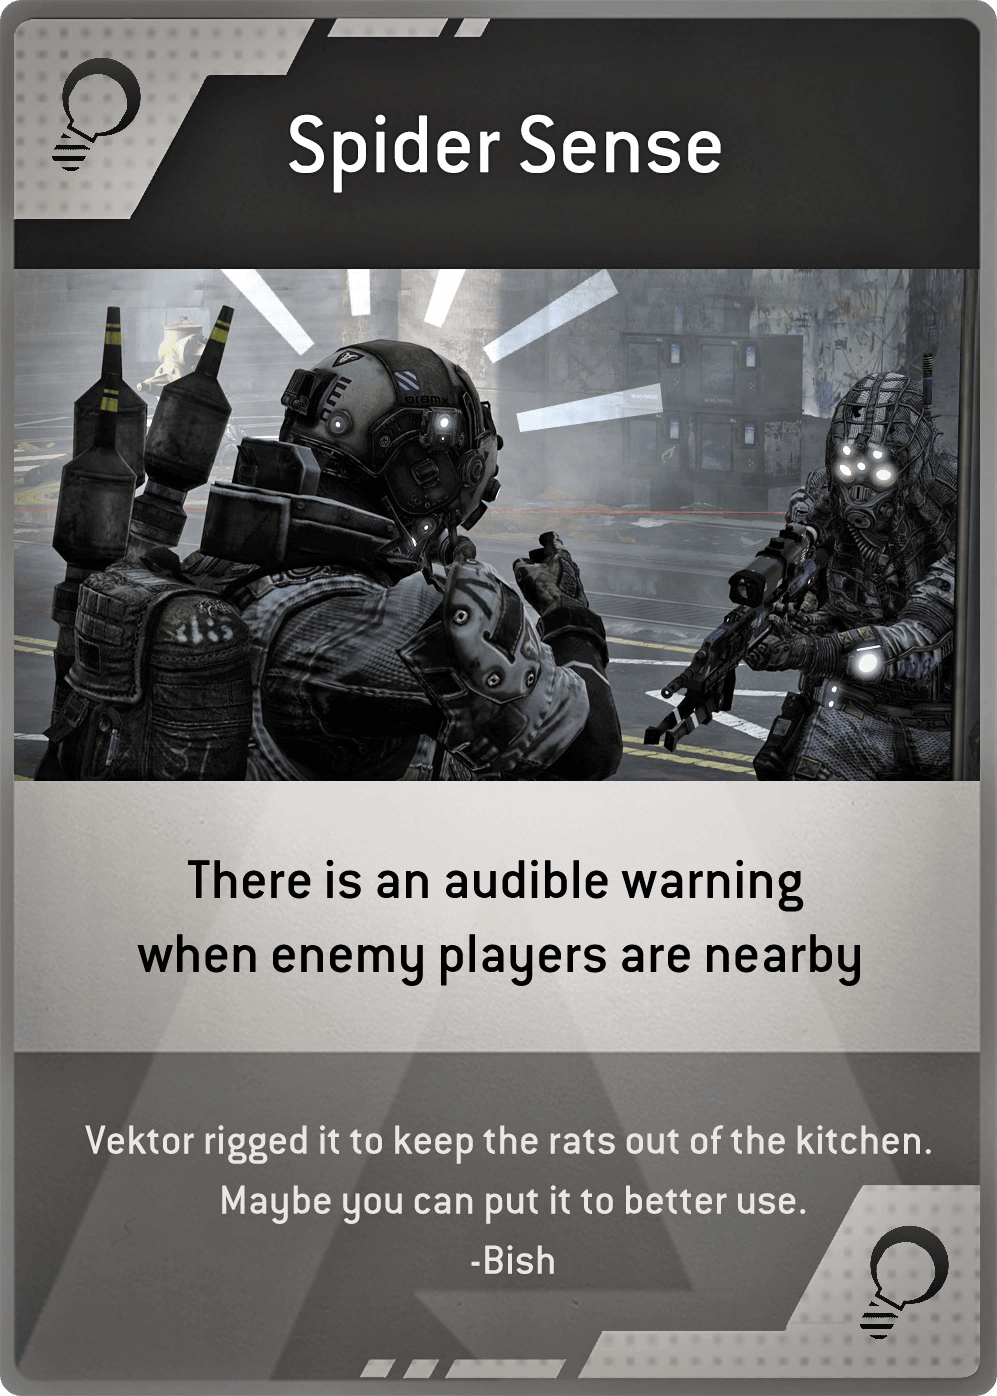 Spider Sense
There is an audible warning
when enemy players are nearby
Vektor rigged it to keep the rats out of the kitchen.
Maybe you can put it to better use.
-Bish